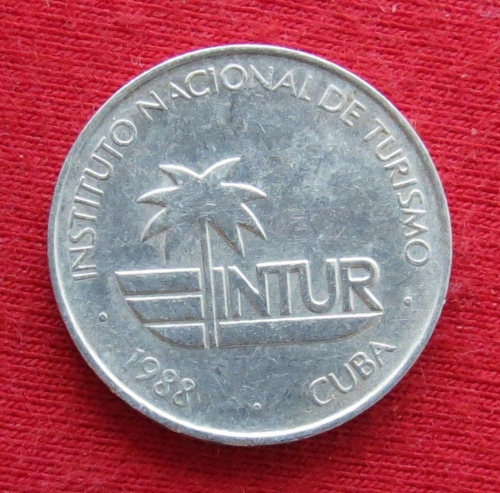 INSTITUTO NACIONAL DE TURISMO
INTUR
· 1988 · CUBA ·